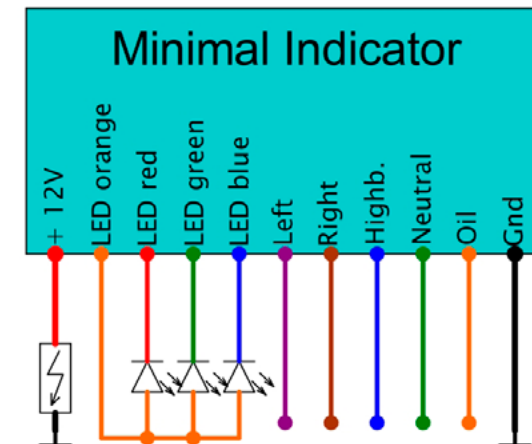 Minimal Indicator
+ 12V
LED orange
LED red
LED green
LED blue
Left
Right
Highb.
Neutral
Oil
Gnd